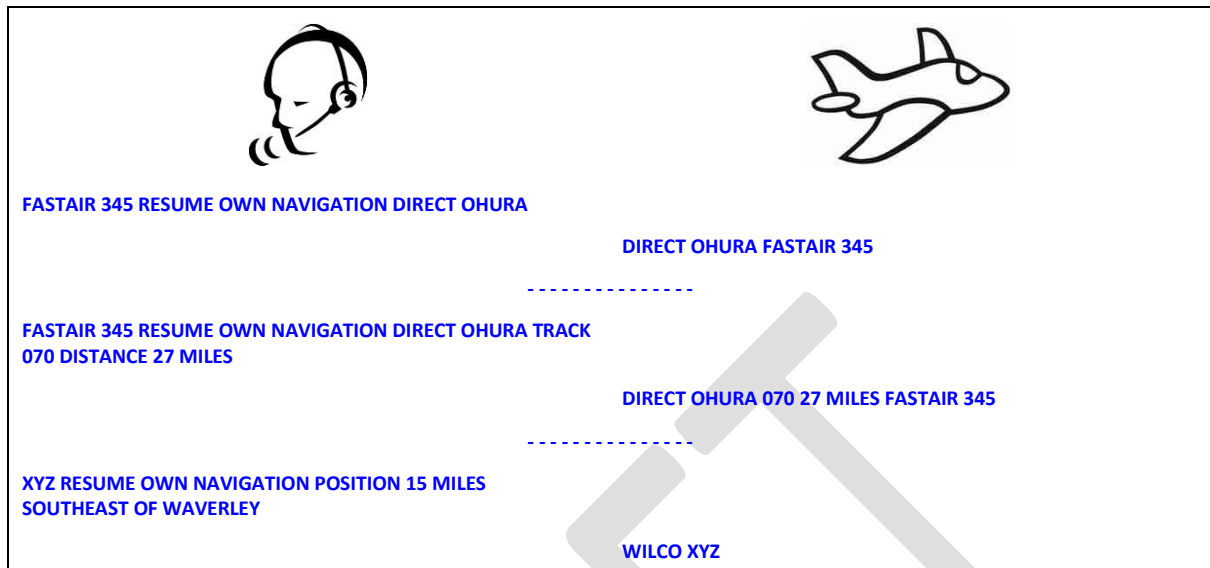 FASTAIR 345 RESUME OWN NAVIGATION DIRECT OHURA
DIRECT OHURA FASTAIR 345
- - - - - - - - - - - - - - -
FASTAIR 345 RESUME OWN NAVIGATION DIRECT OHURA TRACK
070 DISTANCE 27 MILES
DIRECT OHURA 070 27 MILES FASTAIR 345
- - - - - - - - - - - - - - -
XYZ RESUME OWN NAVIGATION POSITION 15 MILES
SOUTHEAST OF WAVERLEY
WILCO XYZ